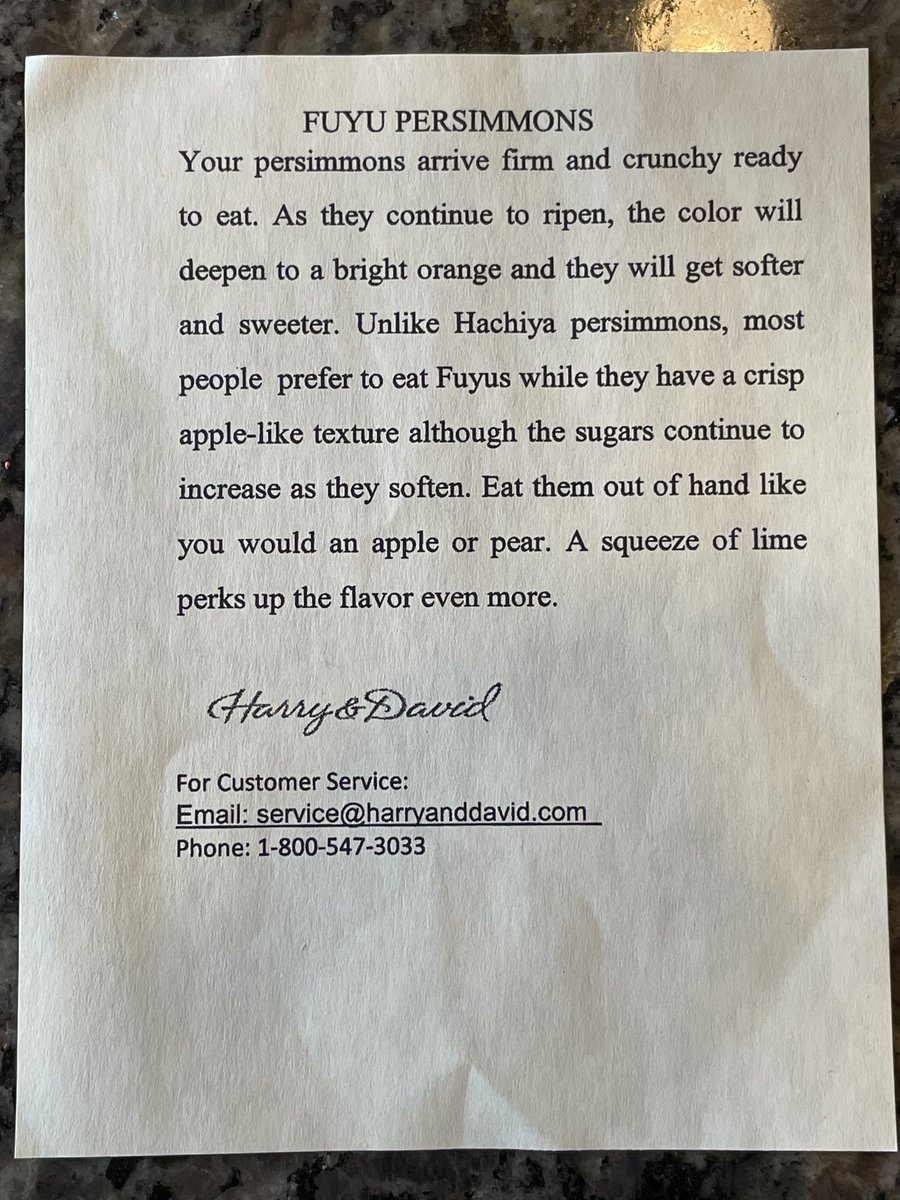 FUYU PERSIMMONS
Your persimmons arrive firm and crunchy ready
to eat. As they continue to ripen, the color will
deepen to a bright orange and they will get softer
and sweeter. Unlike Hachiya persimmons, most
people prefer to eat Fuyus while they have a crisp
apple-like texture although the sugars continue to
increase as they soften. Eat them out of hand like
you would an apple or pear. A squeeze of lime
perks up the flavor even more.
Harry & David
For Customer Service:
Email: service@harryanddavid.com
Phone: 1-800-547-3033